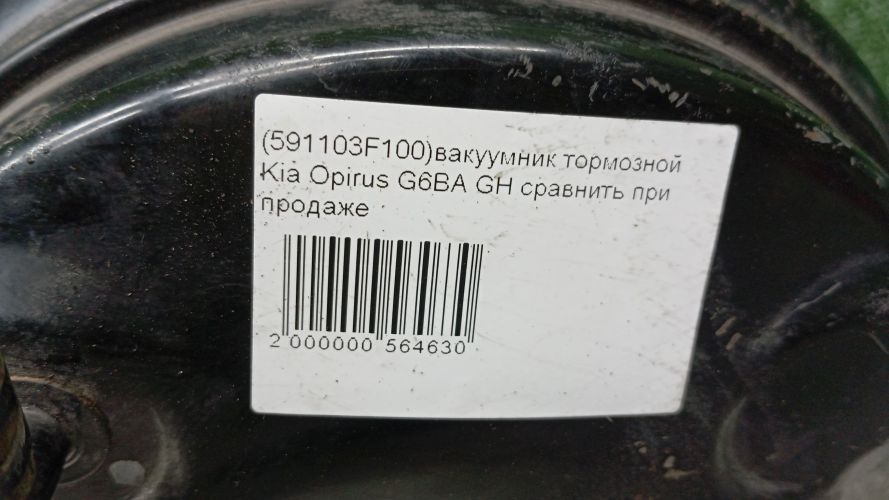 (591103F100)вакуумник тормозной
Kia Opirus G6BA GH сравнить при
продаже
2 000000 564630